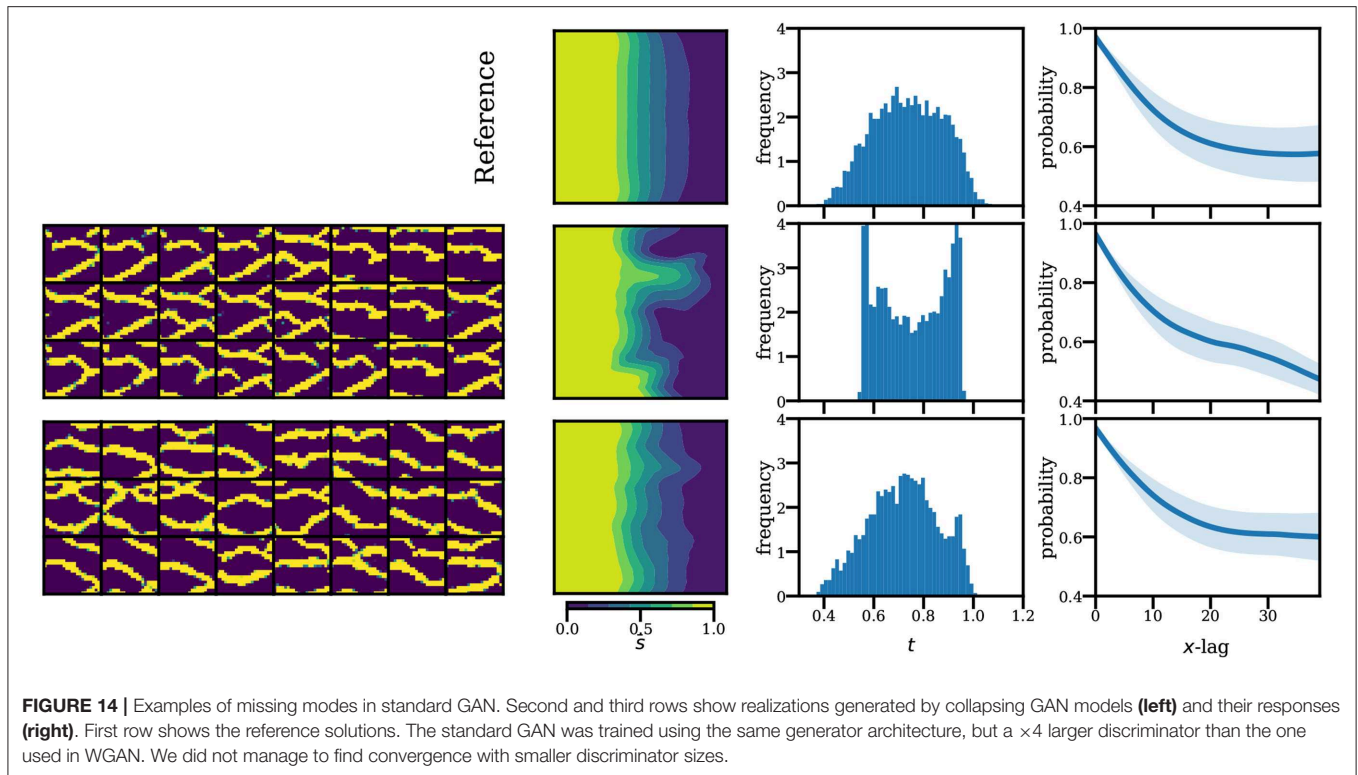 Reference
4
3
2
1
0
frequency
1.0
0.8
0.6
0.4
probability
4
3
2
1
0
frequency
1.0
0.8
0.6
0.4
probability
4
3
2
1
0
frequency
0.4 0.6 0.8 1.0 1.2
t
1.0
0.8
0.6
0.4
probability
0 10 20 30
x-lag
0.0 0.5 1.0
ŝ
FIGURE 14 | Examples of missing modes in standard GAN. Second and third rows show realizations generated by collapsing GAN models (left) and their responses
(right). First row shows the reference solutions. The standard GAN was trained using the same generator architecture, but a ×4 larger discriminator than the one
used in WGAN. We did not manage to find convergence with smaller discriminator sizes.